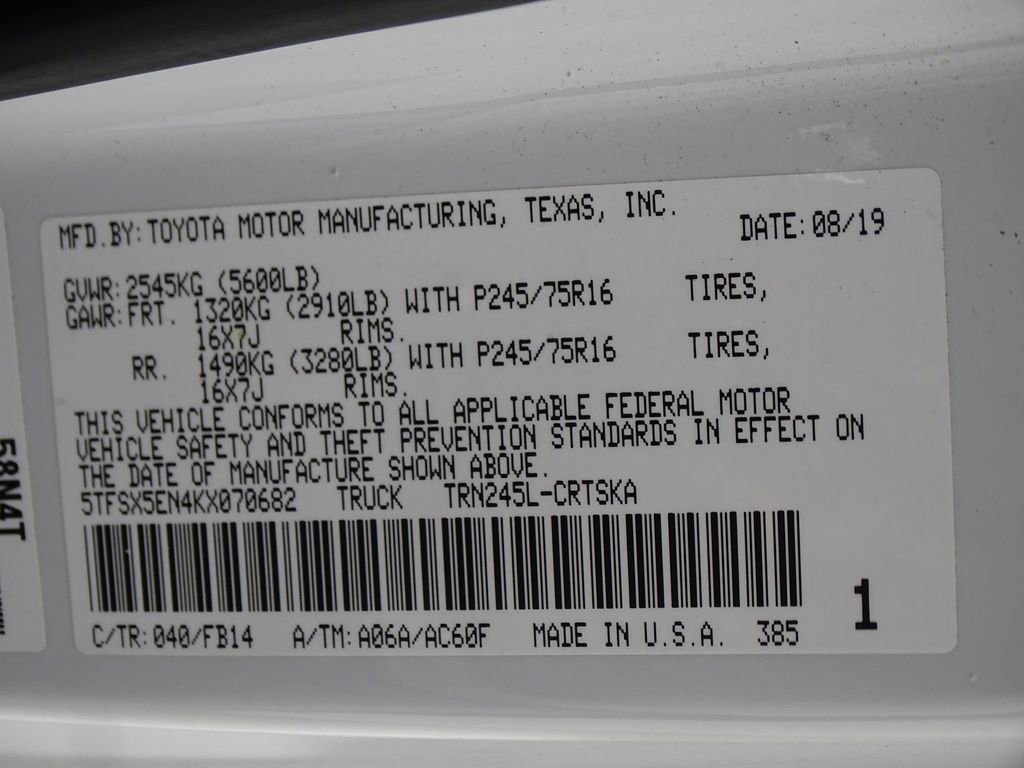 MFD.BY:TOYOTA MOTOR MANUFACTURING, TEXAS, INC. DATE:08/19
GVWR:2545KG (5600LB)
GAWR:FRT. 1320KG (2910LB) WITH P245/75R16 TIRES,
16X7J RIMS.
RR. 1490KG (3280LB) WITH P245/75R16 TIRES,
16X7J RIMS.
THIS VEHICLE CONFORMS TO ALL APPLICABLE FEDERAL MOTOR
VEHICLE SAFETY AND THEFT PREVENTION STANDARDS IN EFFECT ON
THE DATE OF MANUFACTURE SHOWN ABOVE.
5TFSX5EN4KX070682 TRUCK TRN245L-CRTSKA
C/TR:040/FB14 A/TM:A06A/AC60F MADE IN U.S.A. 385
1
58N4T